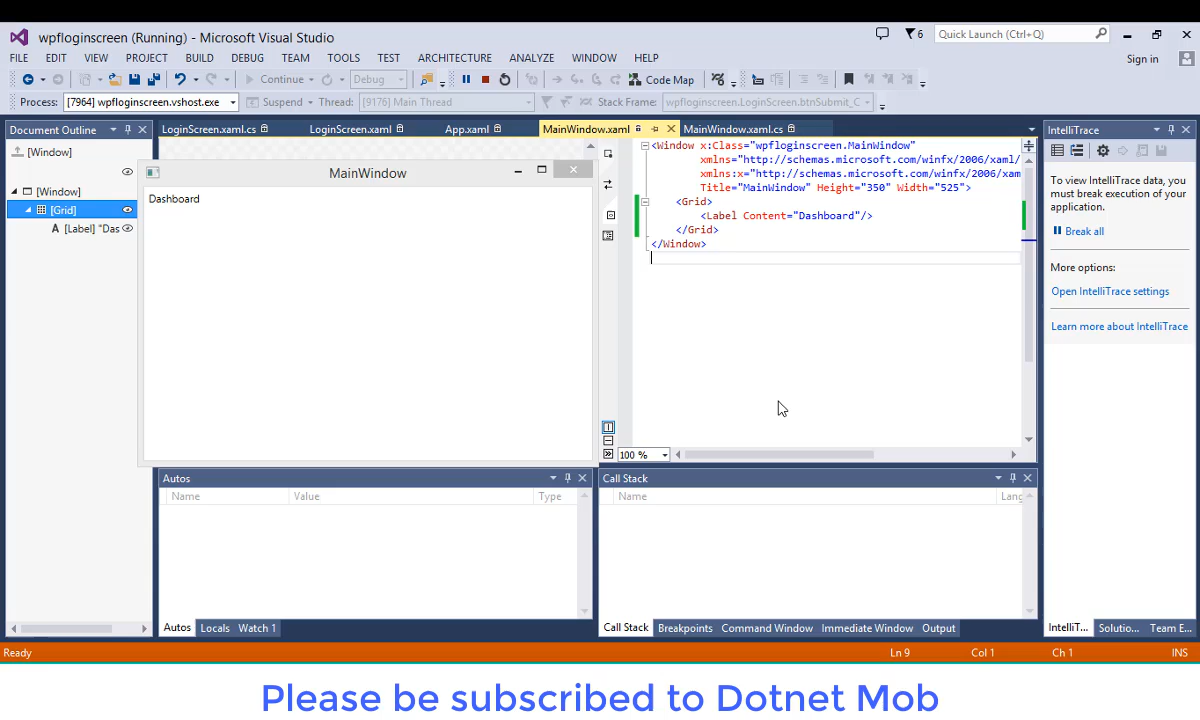 wpfloginscreen (Running) - Microsoft Visual Studio
6
Quick Launch (Ctrl+Q)
FILE EDIT VIEW PROJECT BUILD DEBUG TEAM TOOLS TEST ARCHITECTURE ANALYZE WINDOW HELP
Sign in
Continue Debug Code Map
Process: [7964] wpfloginscreen.vshost.exe Suspend Thread: [9176] Main Thread Stack Frame: wpfloginscreen.LoginScreen.btnSubmit_C
Document Outline
LoginScreen.xaml.cs LoginScreen.xaml App.xaml MainWindow.xaml MainWindow.xaml.cs
IntelliTrace
[Window]
[Window]
[Grid]
A [Label] "Das
MainWindow
Dashboard
<Window x:Class="wpfloginscreen.MainWindow"
xmlns="http://schemas.microsoft.com/winfx/2006/xaml/
xmlns:x="http://schemas.microsoft.com/winfx/2006/xam
Title="MainWindow" Height="350" Width="525">
<Grid>
<Label Content="Dashboard"/>
</Grid>
</Window>
100 %
To view IntelliTrace data, you
must break execution of your
application.
Break all
More options:
Open IntelliTrace settings
Learn more about IntelliTrace
Autos
Name Value Type
Autos Locals Watch 1
Call Stack
Name Lang
Call Stack Breakpoints Command Window Immediate Window Output
IntelliT... Solutio... Team E...
Ready Ln 9 Col 1 Ch 1 INS
Please be subscribed to Dotnet Mob